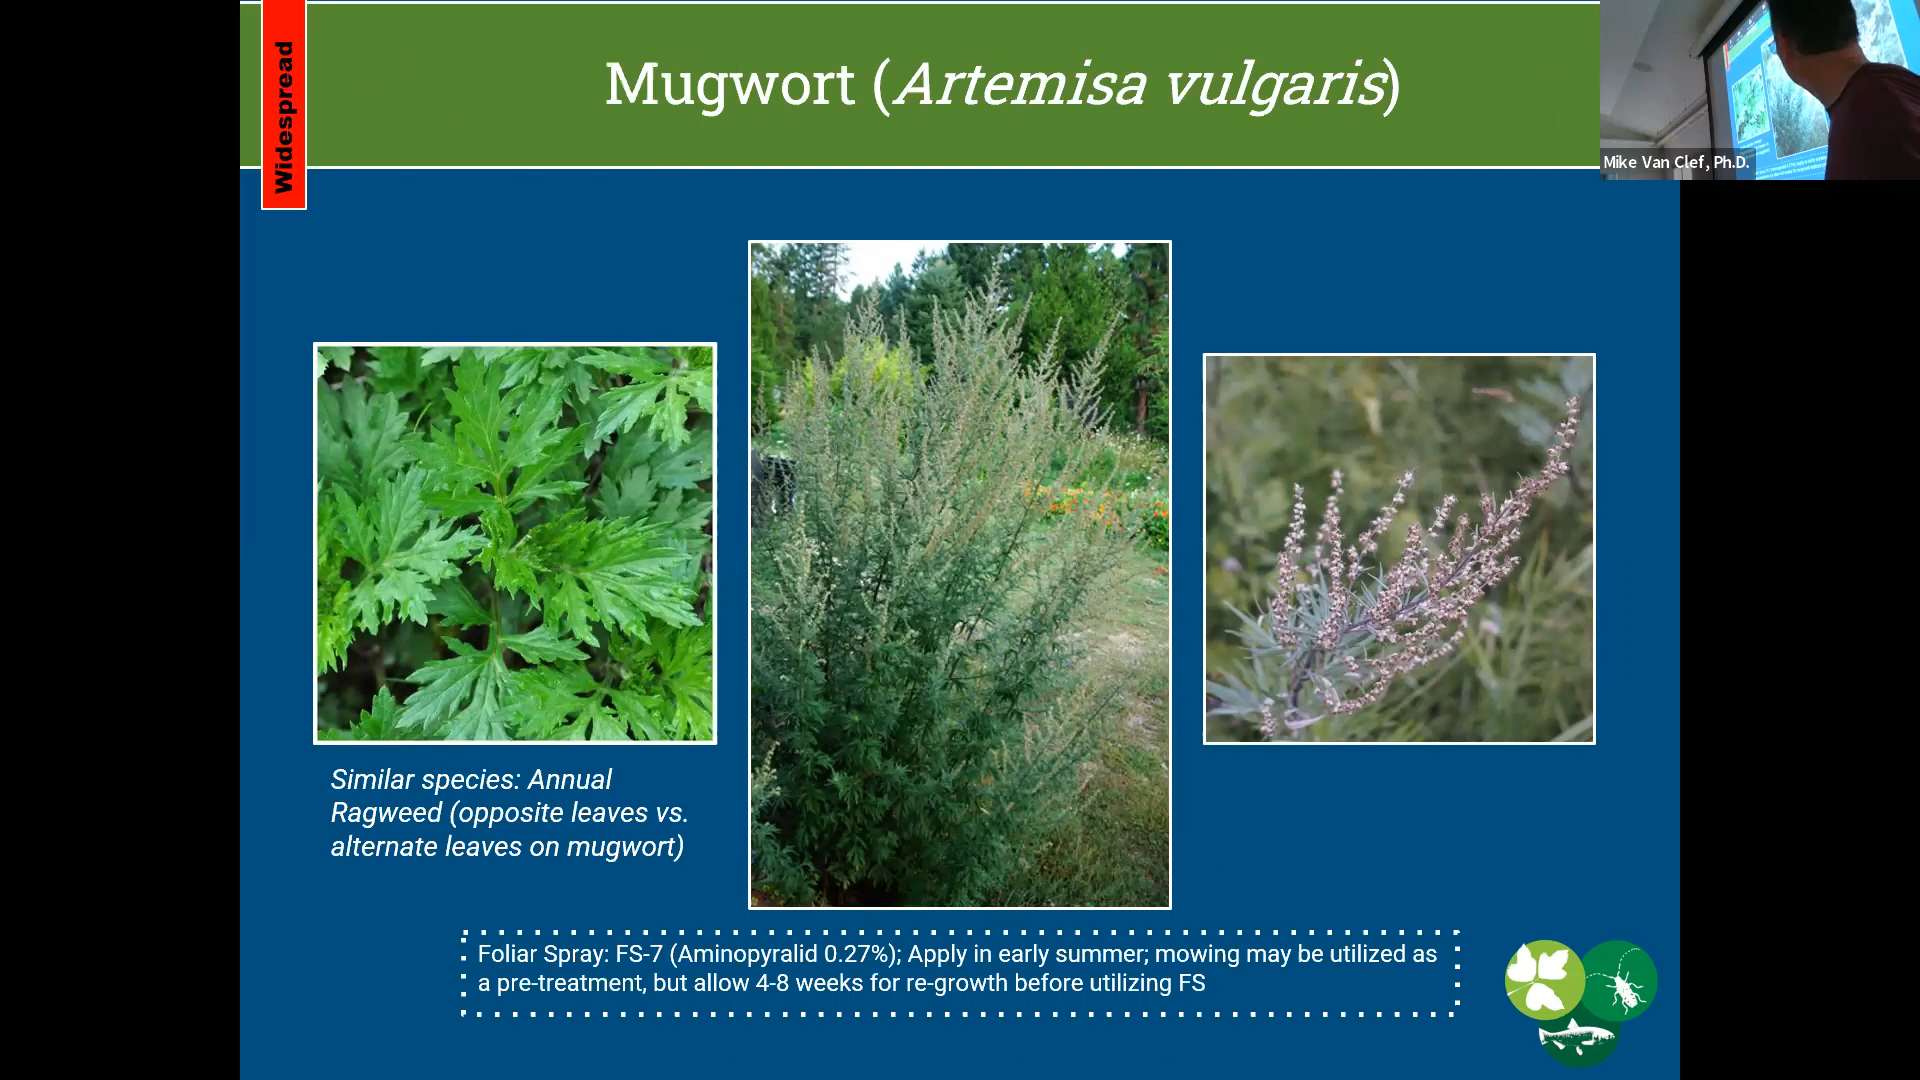 Widespread
Mugwort (Artemisa vulgaris)
Mike Van Clef, Ph.D.
Similar species: Annual
Ragweed (opposite leaves vs.
alternate leaves on mugwort)
Foliar Spray: FS-7 (Aminopyralid 0.27%); Apply in early summer; mowing may be utilized as
a pre-treatment, but allow 4-8 weeks for re-growth before utilizing FS